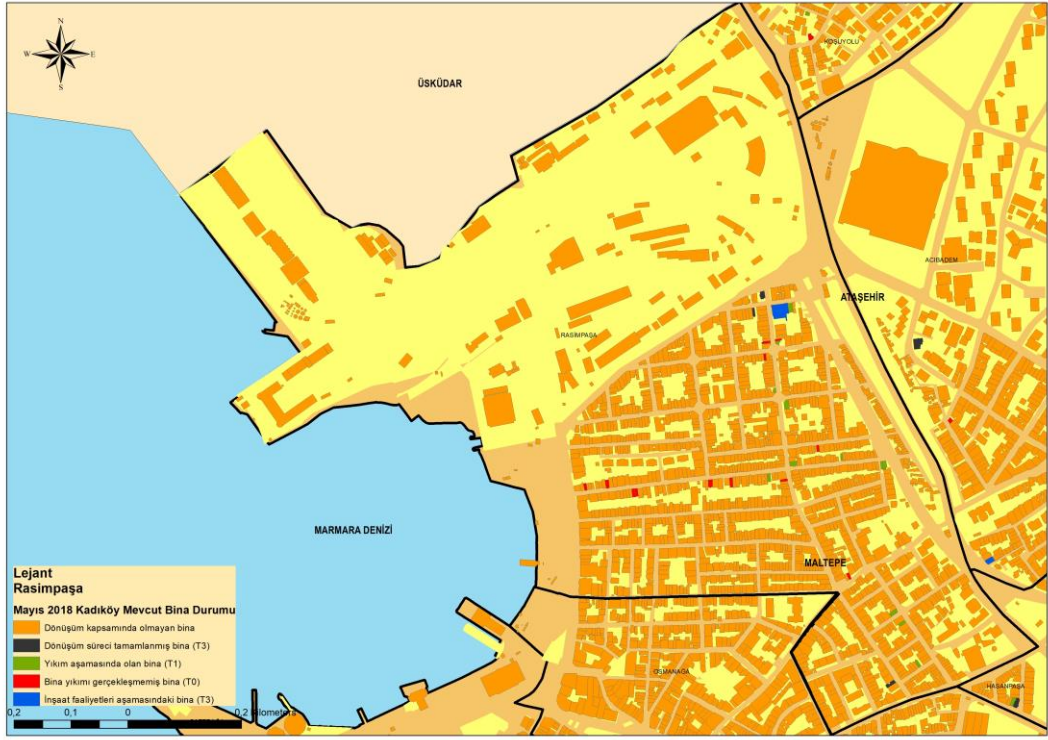 N
W
E
S
KOŞUYOLU
ÜSKÜDAR
ACIBADEM
ATAŞEHİR
RASİMPAŞA
MARMARA DENİZİ
MALTEPE
OSMANAĞA
HASANPAŞA
Lejant
Rasimpaşa
Mayıs 2018 Kadıköy Mevcut Bina Durumu
Dönüşüm kapsamında olmayan bina
Dönüşüm süreci tamamlanmış bina (T3)
Yıkım aşamasında olan bina (T1)
Bina yıkımı gerçekleşmemiş bina (T0)
İnşaat faaliyetleri aşamasındaki bina (T3)
0,2 0,1 0 0,2 Kilometers